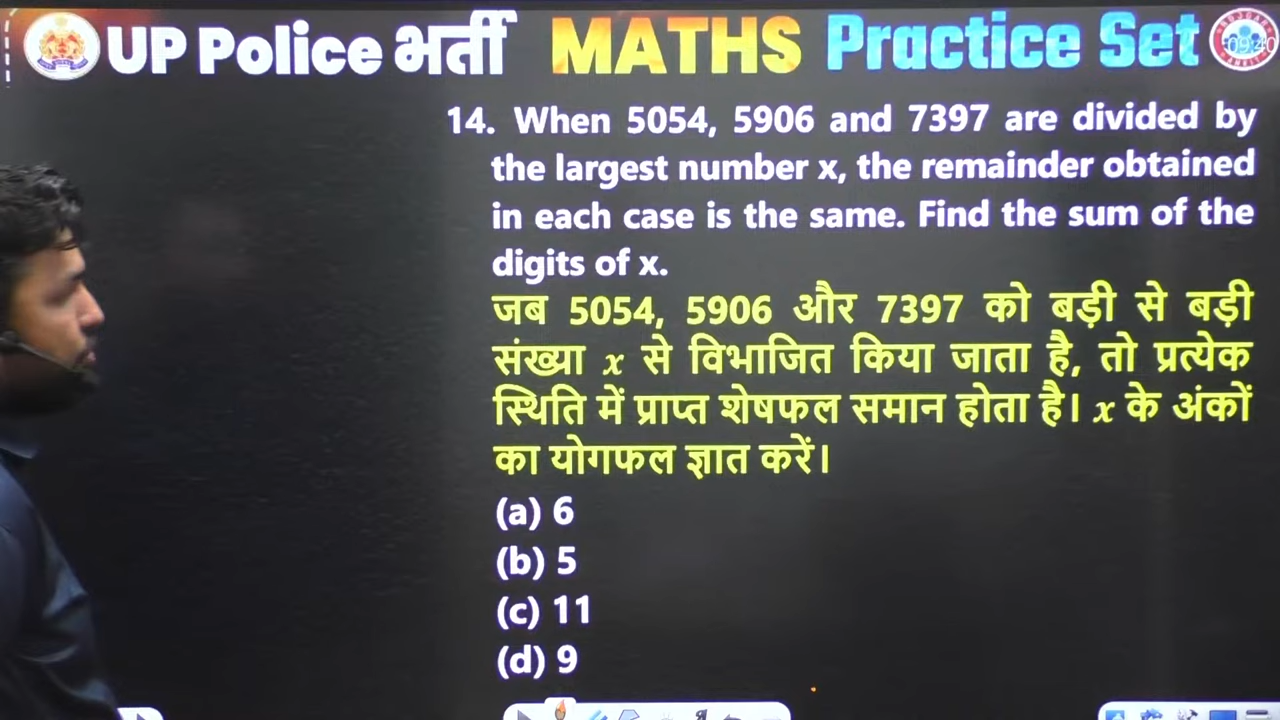 UP Police भर्ती MATHS Practice Set
09:40
14. When 5054, 5906 and 7397 are divided by
the largest number x, the remainder obtained
in each case is the same. Find the sum of the
digits of x.
जब 5054, 5906 और 7397 को बड़ी से बड़ी
संख्या x से विभाजित किया जाता है, तो प्रत्येक
स्थिति में प्राप्त शेषफल समान होता है। x के अंकों
का योगफल ज्ञात करें।
(a) 6
(b) 5
(c) 11
(d) 9